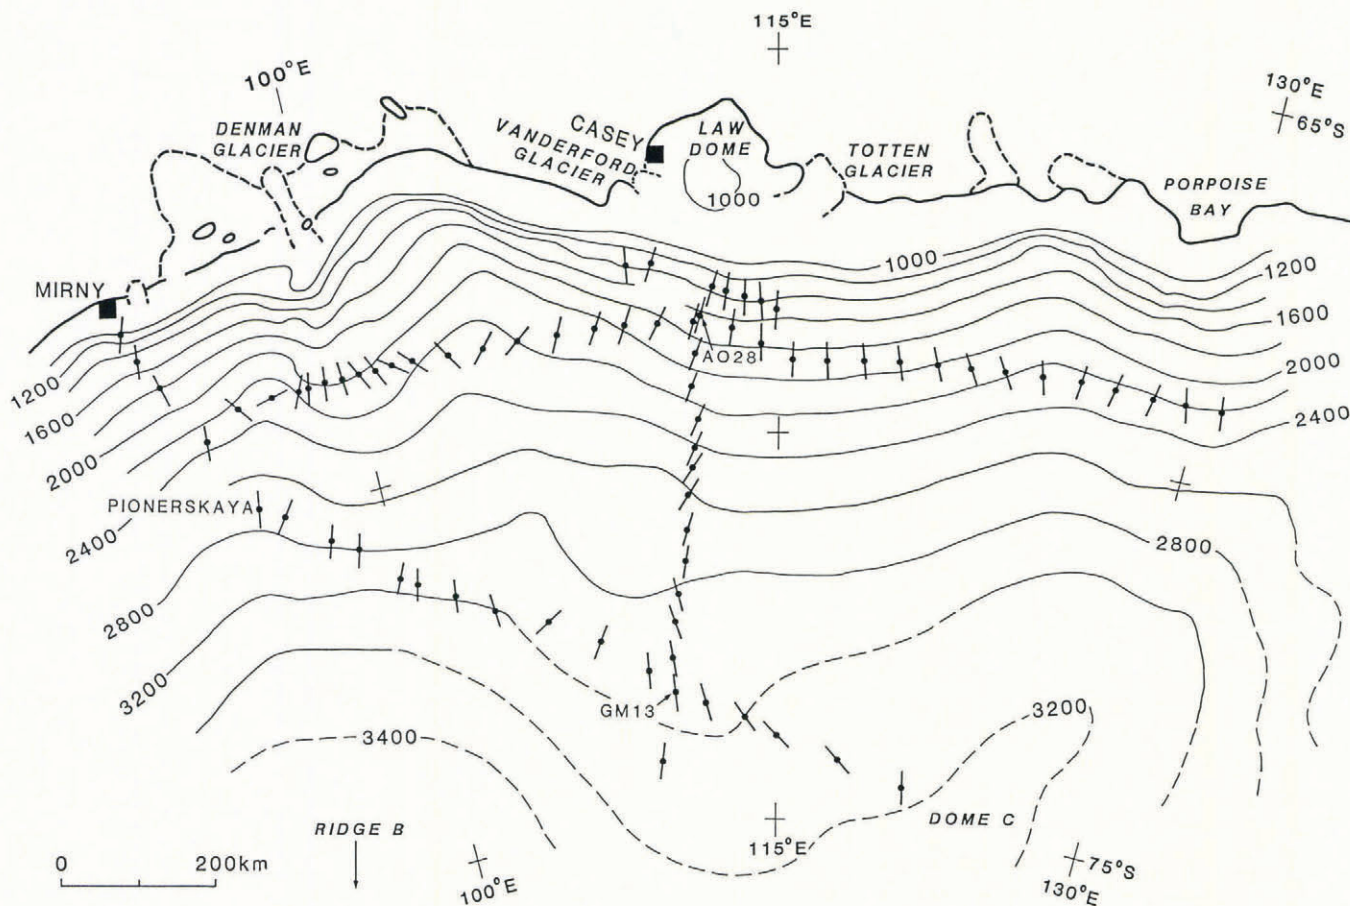 115°E
100°E
130°E
65°S
DENMAN
GLACIER
CASEY
VANDERFORD
GLACIER
LAW
DOME
1000
TOTTEN
GLACIER
PORPOISE
BAY
1000
1200
MIRNY
1600
AO28
2000
1200
1600
2400
2000
PIONERSKAYA
2400
2800
2800
3200
GM13
3200
3400
RIDGE B
DOME C
0 200km
115°E
75°S
100°E
130°E